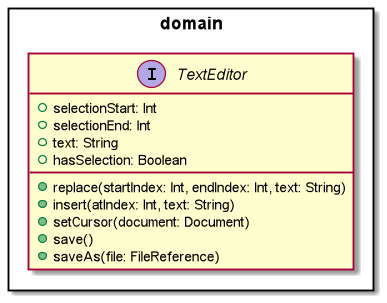 domain
I TextEditor
selectionStart: Int
selectionEnd: Int
text: String
hasSelection: Boolean
replace(startIndex: Int, endIndex: Int, text: String)
insert(atIndex: Int, text: String)
setCursor(document: Document)
save()
saveAs(file: FileReference)